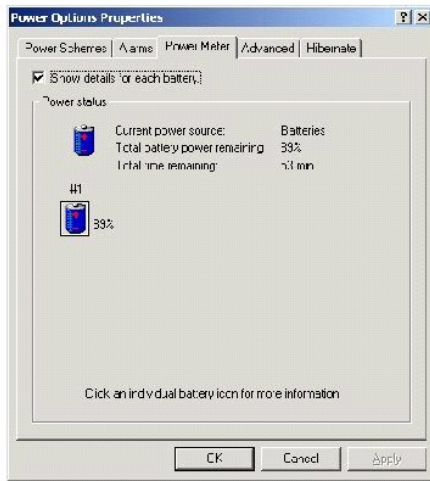 Power Options Properties
Power Schemes Alarms Power Meter Advanced Hibernate
Show details for each battery.
Power status
Current power source: Batteries
Total battery power remaining
Total time remaining: min
#1
Click an individual battery icon for more information
OK Cancel Apply